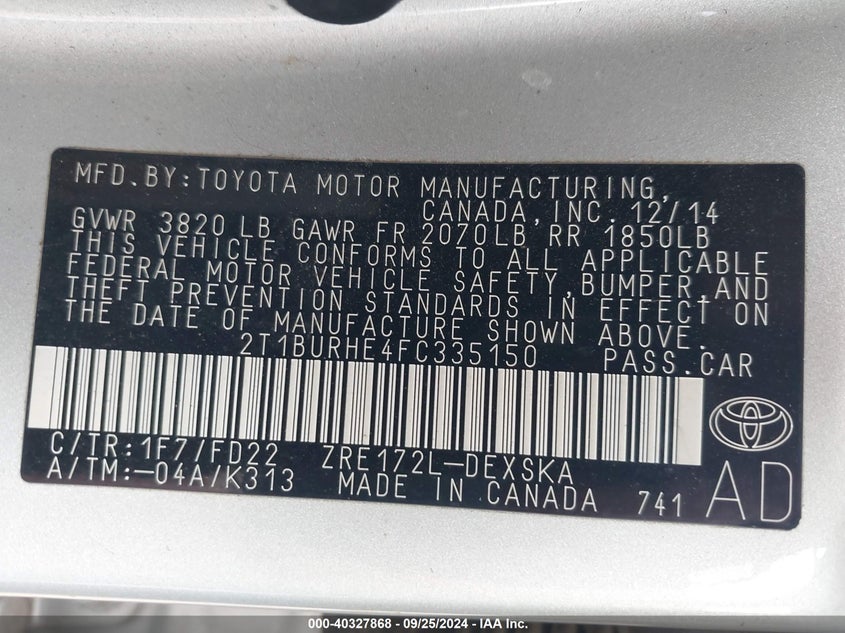 MFD.BY:TOYOTA MOTOR MANUFACTURING,
CANADA,INC. 12/14
GVWR 3820 LB GAWR FR 2070LB RR 1850LB
THIS VEHICLE CONFORMS TO ALL APPLICABLE
FEDERAL MOTOR VEHICLE SAFETY,BUMPER,AND
THEFT PREVENTION STANDARDS IN EFFECT ON
THE DATE OF MANUFACTURE SHOWN ABOVE.
2T1BURHE4FC335150 PASS.CAR
C/TR:1F7/FD22 ZRE172L-DEXSKA
A/TM:-04A/K313 MADE IN CANADA 741
AD
000-40327868 - 09/25/2024 - IAA Inc.